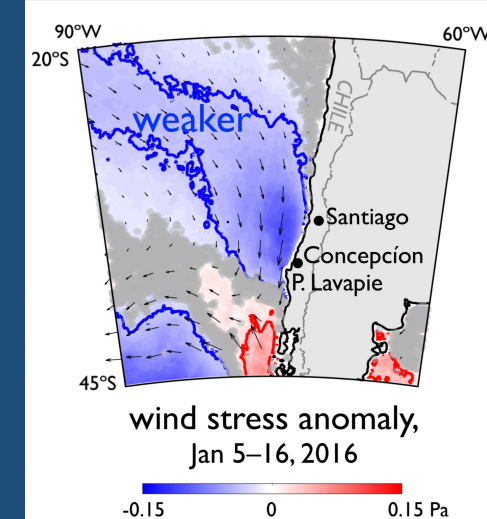 90°W
60°W
20°S
weaker
CHILE
Santiago
Concepcíon
P. Lavapie
45°S
wind stress anomaly,
Jan 5–16, 2016
-0.15 0 0.15 Pa